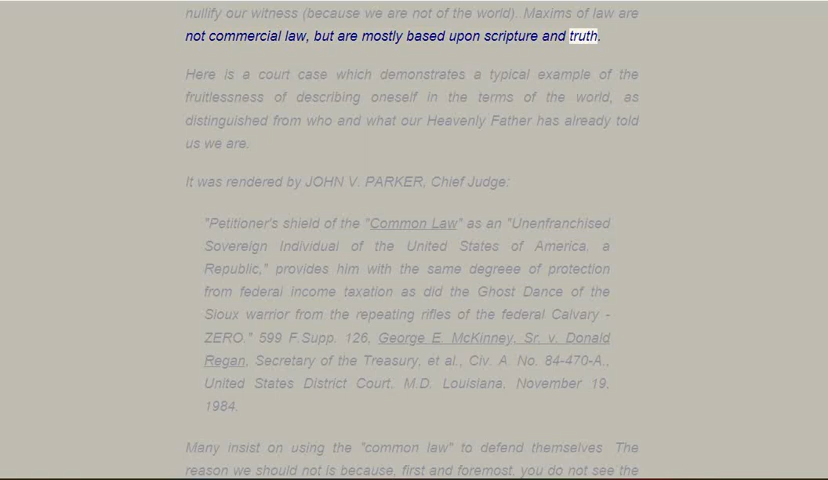 nullify our witness (because we are not of the world). Maxims of law are
not commercial law, but are mostly based upon scripture and truth.
Here is a court case which demonstrates a typical example of the
fruitlessness of describing oneself in the terms of the world, as
distinguished from who and what our Heavenly Father has already told
us we are.
It was rendered by JOHN V. PARKER, Chief Judge:
"Petitioner's shield of the "Common Law" as an "Unenfranchised
Sovereign Individual of the United States of America, a
Republic," provides him with the same degreee of protection
from federal income taxation as did the Ghost Dance of the
Sioux warrior from the repeating rifles of the federal Calvary -
ZERO." 599 F.Supp. 126, George E. McKinney, Sr. v. Donald
Regan, Secretary of the Treasury, et al., Civ. A. No. 84-470-A.,
United States District Court, M.D. Louisiana, November 19,
1984.
Many insist on using the "common law" to defend themselves. The
reason we should not is because, first and foremost, you do not see the